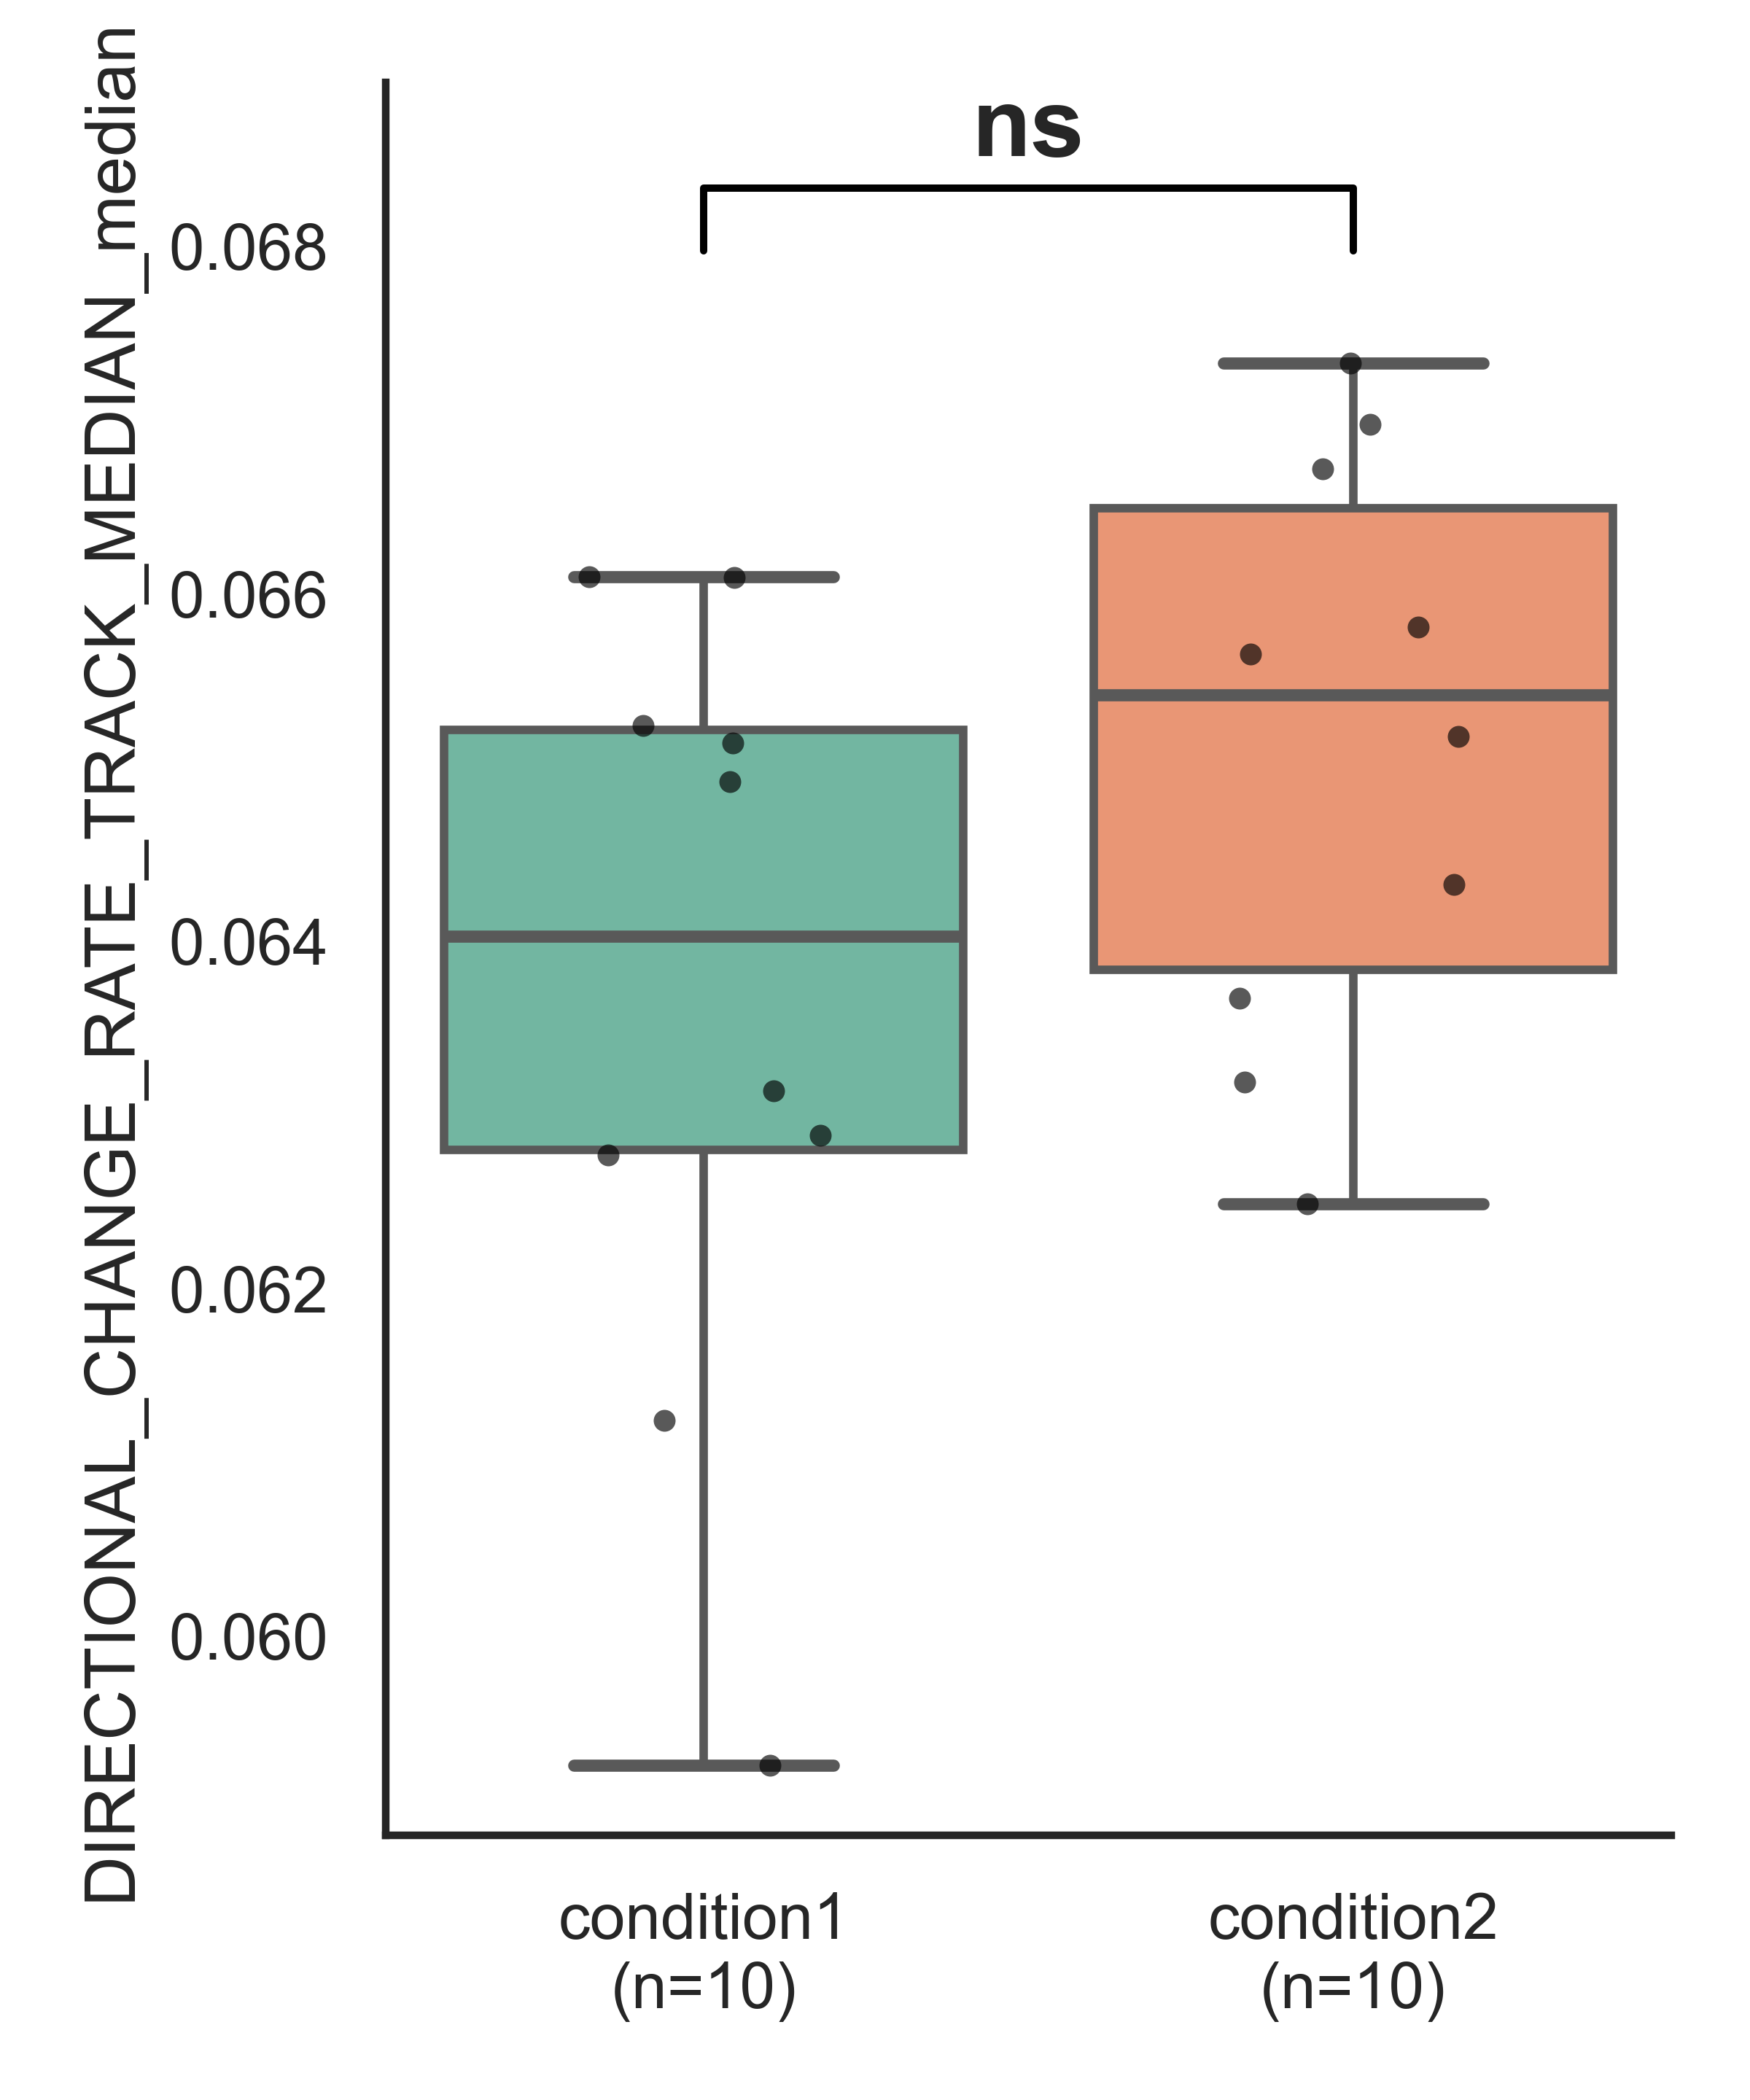 DIRECTIONAL_CHANGE_RATE_TRACK_MEDIAN_median
ns
0.068
0.066
0.064
0.062
0.060
condition1
(n=10)
condition2
(n=10)